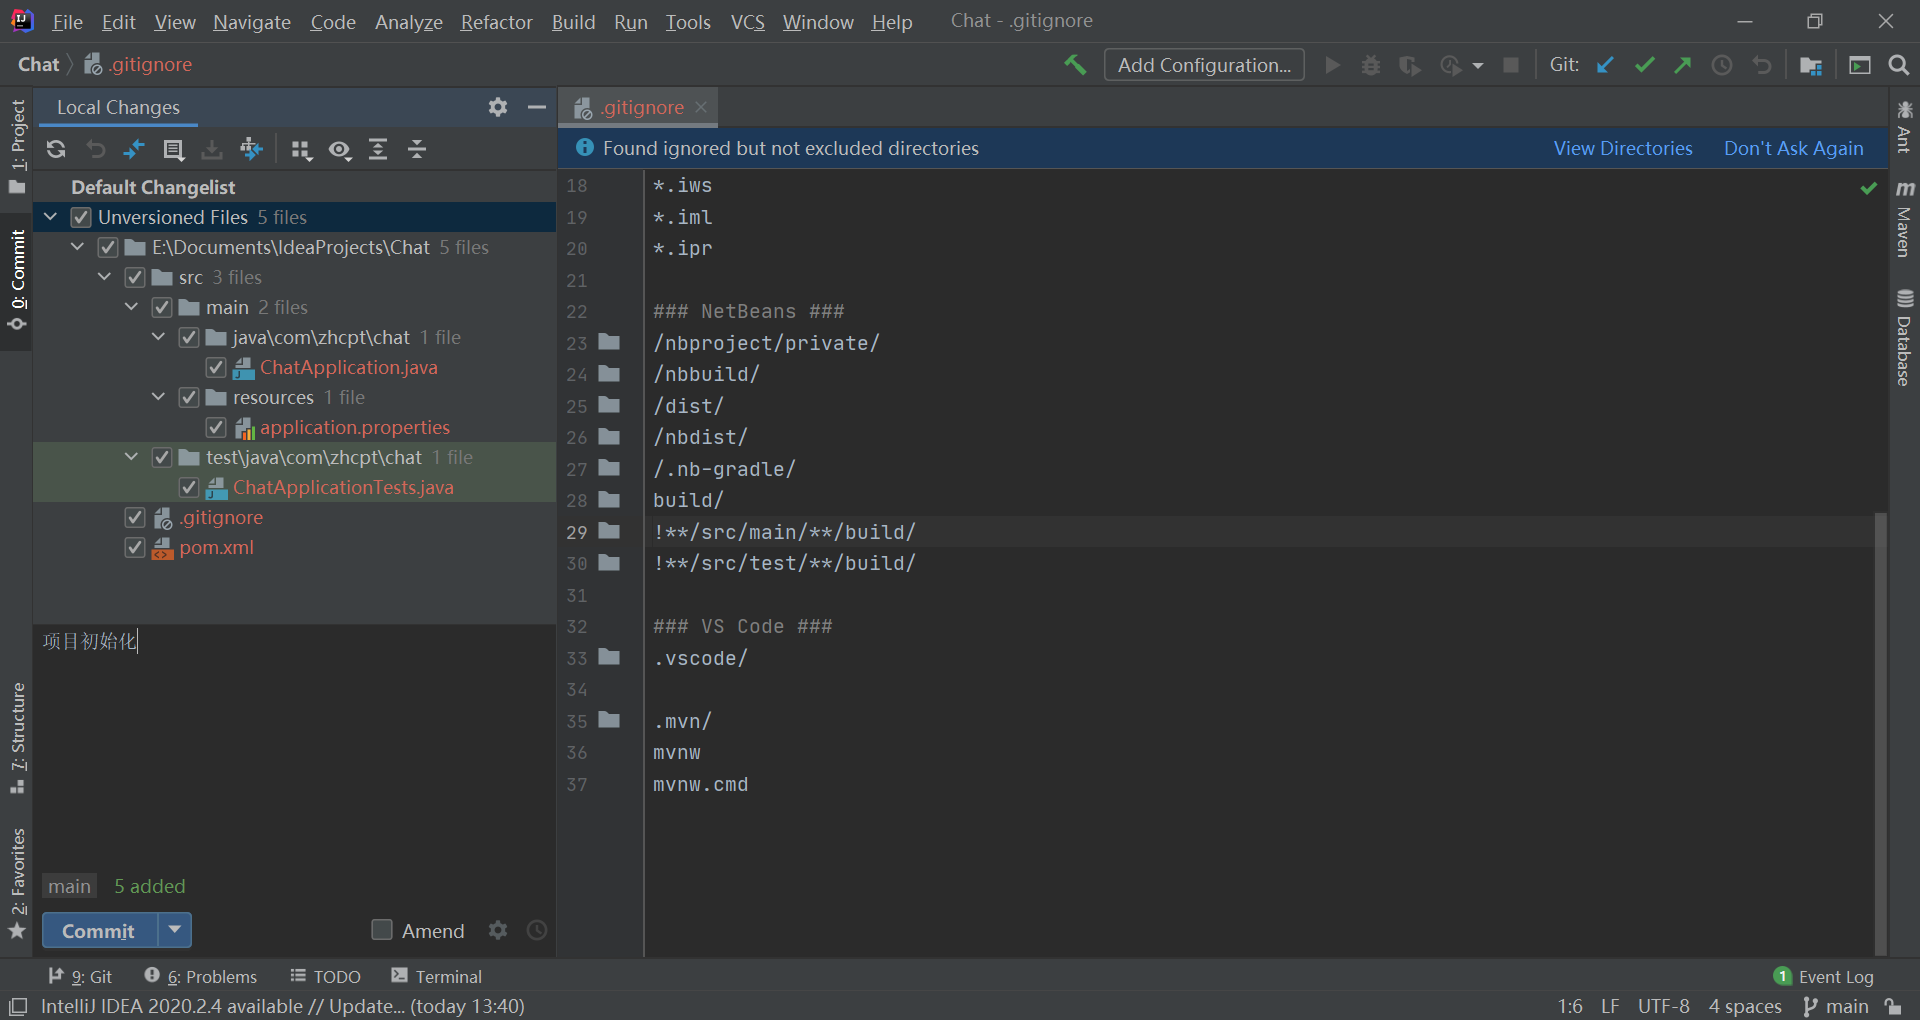 File Edit View Navigate Code Analyze Refactor Build Run Tools VCS Window Help Chat - .gitignore
Chat .gitignore Add Configuration... Git:
1: Project
0: Commit
7: Structure
2: Favorites
Local Changes
Default Changelist
Unversioned Files 5 files
E:\Documents\IdeaProjects\Chat 5 files
src 3 files
main 2 files
java\com\zhcpt\chat 1 file
ChatApplication.java
resources 1 file
application.properties
test\java\com\zhcpt\chat 1 file
ChatApplicationTests.java
.gitignore
pom.xml
项目初始化
main 5 added
Commit Amend
.gitignore
Found ignored but not excluded directories View Directories Don't Ask Again
18 *.iws
19 *.iml
20 *.ipr
21
22 ### NetBeans ###
23 /nbproject/private/
24 /nbbuild/
25 /dist/
26 /nbdist/
27 /.nb-gradle/
28 build/
29 !**/src/main/**/build/
30 !**/src/test/**/build/
31
32 ### VS Code ###
33 .vscode/
34
35 .mvn/
36 mvnw
37 mvnw.cmd
Ant
m Maven
Database
9: Git 6: Problems TODO Terminal 1 Event Log
IntelliJ IDEA 2020.2.4 available // Update... (today 13:40) 1:6 LF UTF-8 4 spaces main